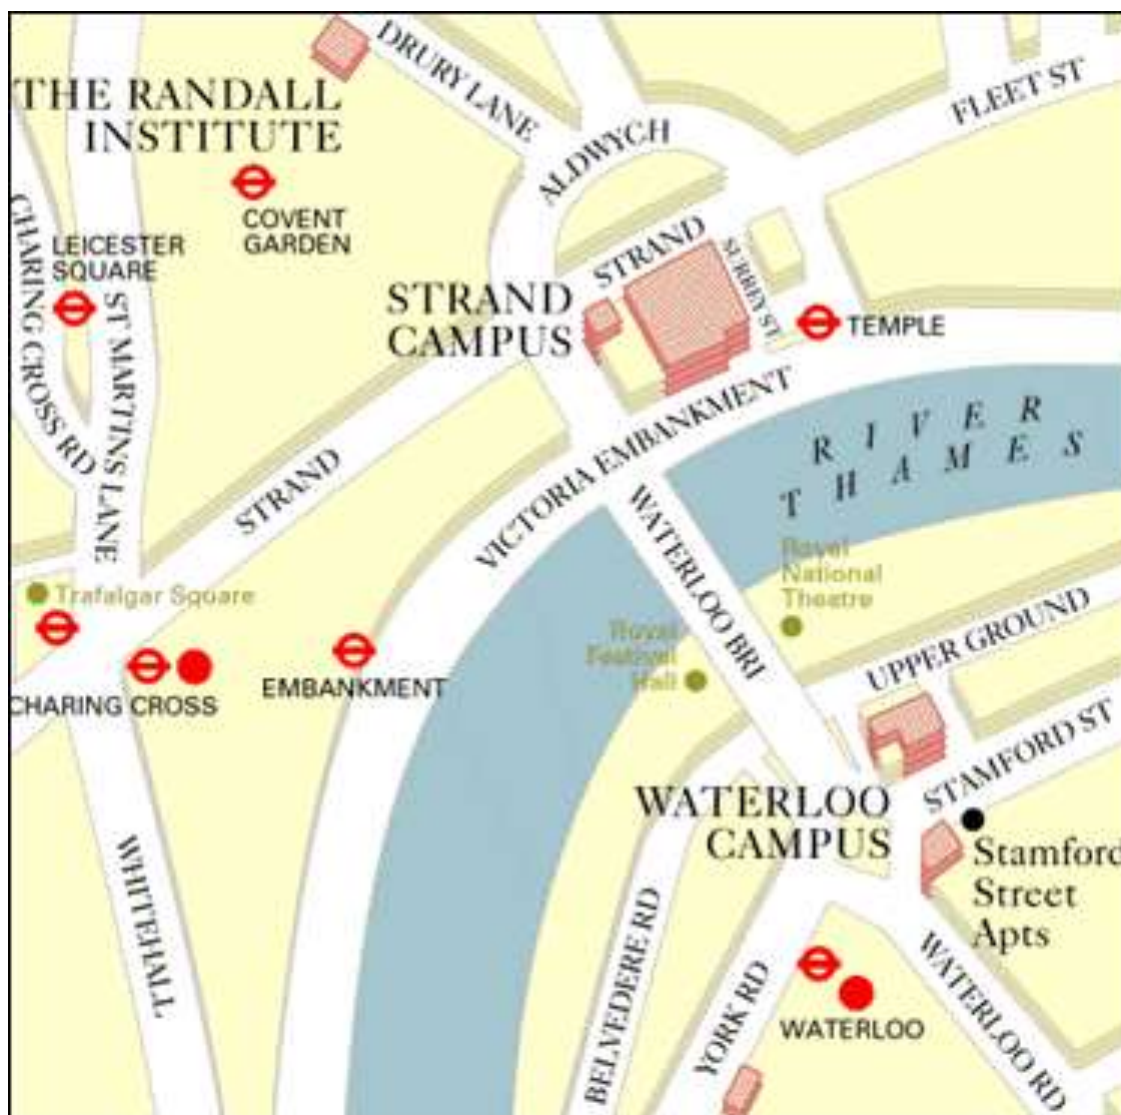 DRURY LANE
FLEET ST
THE RANDALL
INSTITUTE
ALDWYCH
COVENT
GARDEN
CHARING CROSS RD
LEICESTER
SQUARE
ST MARTINS LANE
STRAND
SURREY ST
STRAND
CAMPUS
TEMPLE
VICTORIA EMBANKMENT
RIVER
THAMES
STRAND
WATERLOO BRI
Royal
National
Theatre
Trafalgar Square
Royal
Festival
Hall
UPPER GROUND
CHARING CROSS
EMBANKMENT
STAMFORD ST
WATERLOO
CAMPUS
Stamford
Street
Apts
WHITEHALL
BELVEDERE RD
YORK RD
WATERLOO
WATERLOO RD